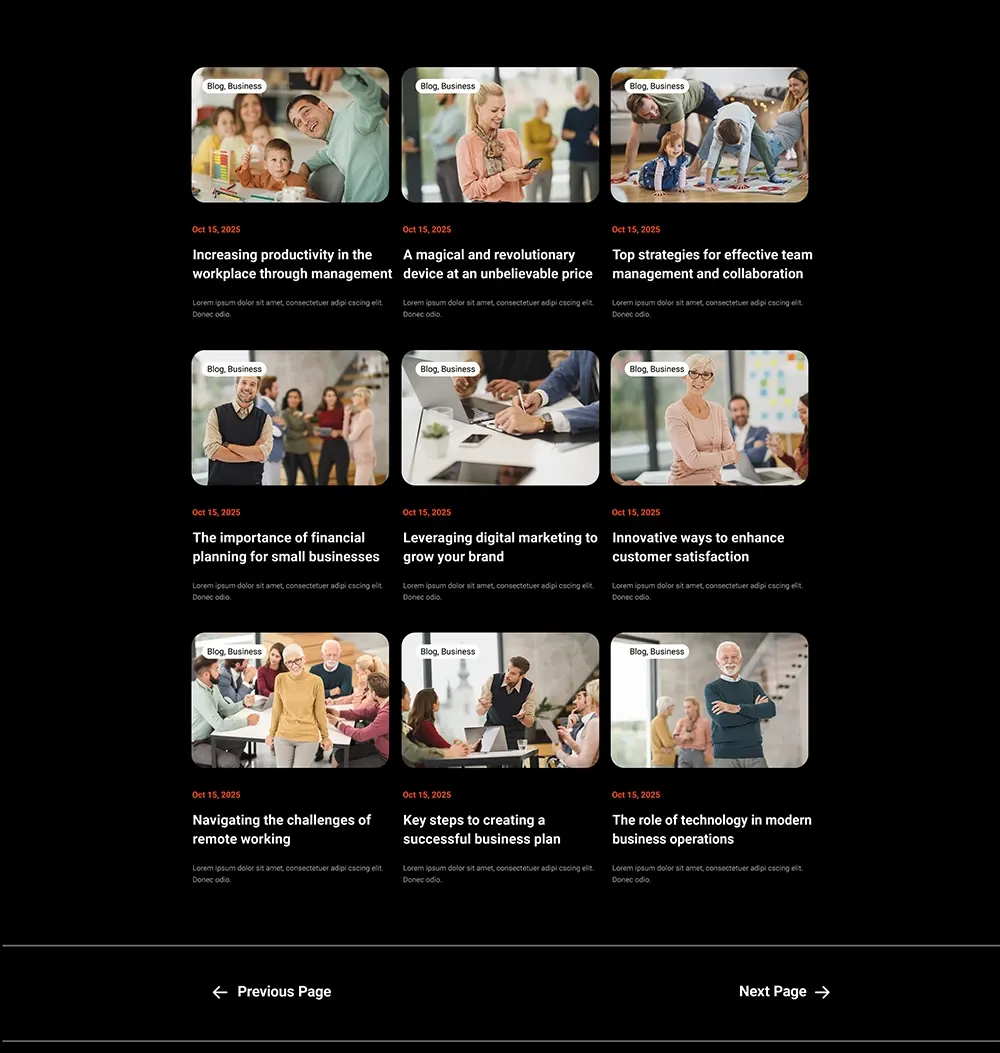 Blog, Business
Oct 15, 2025
Increasing productivity in the
workplace through management
Lorem ipsum dolor sit amet, consectetuer adipi cscing elit.
Donec odio.
Blog, Business
Oct 15, 2025
A magical and revolutionary
device at an unbelievable price
Lorem ipsum dolor sit amet, consectetuer adipi cscing elit.
Donec odio.
Blog, Business
Oct 15, 2025
Top strategies for effective team
management and collaboration
Lorem ipsum dolor sit amet, consectetuer adipi cscing elit.
Donec odio.
Blog, Business
Oct 15, 2025
The importance of financial
planning for small businesses
Lorem ipsum dolor sit amet, consectetuer adipi cscing elit.
Donec odio.
Blog, Business
Oct 15, 2025
Leveraging digital marketing to
grow your brand
Lorem ipsum dolor sit amet, consectetuer adipi cscing elit.
Donec odio.
Blog, Business
Oct 15, 2025
Innovative ways to enhance
customer satisfaction
Lorem ipsum dolor sit amet, consectetuer adipi cscing elit.
Donec odio.
Blog, Business
Oct 15, 2025
Navigating the challenges of
remote working
Lorem ipsum dolor sit amet, consectetuer adipi cscing elit.
Donec odio.
Blog, Business
Oct 15, 2025
Key steps to creating a
successful business plan
Lorem ipsum dolor sit amet, consectetuer adipi cscing elit.
Donec odio.
Blog, Business
Oct 15, 2025
The role of technology in modern
business operations
Lorem ipsum dolor sit amet, consectetuer adipi cscing elit.
Donec odio.
← Previous Page
Next Page →